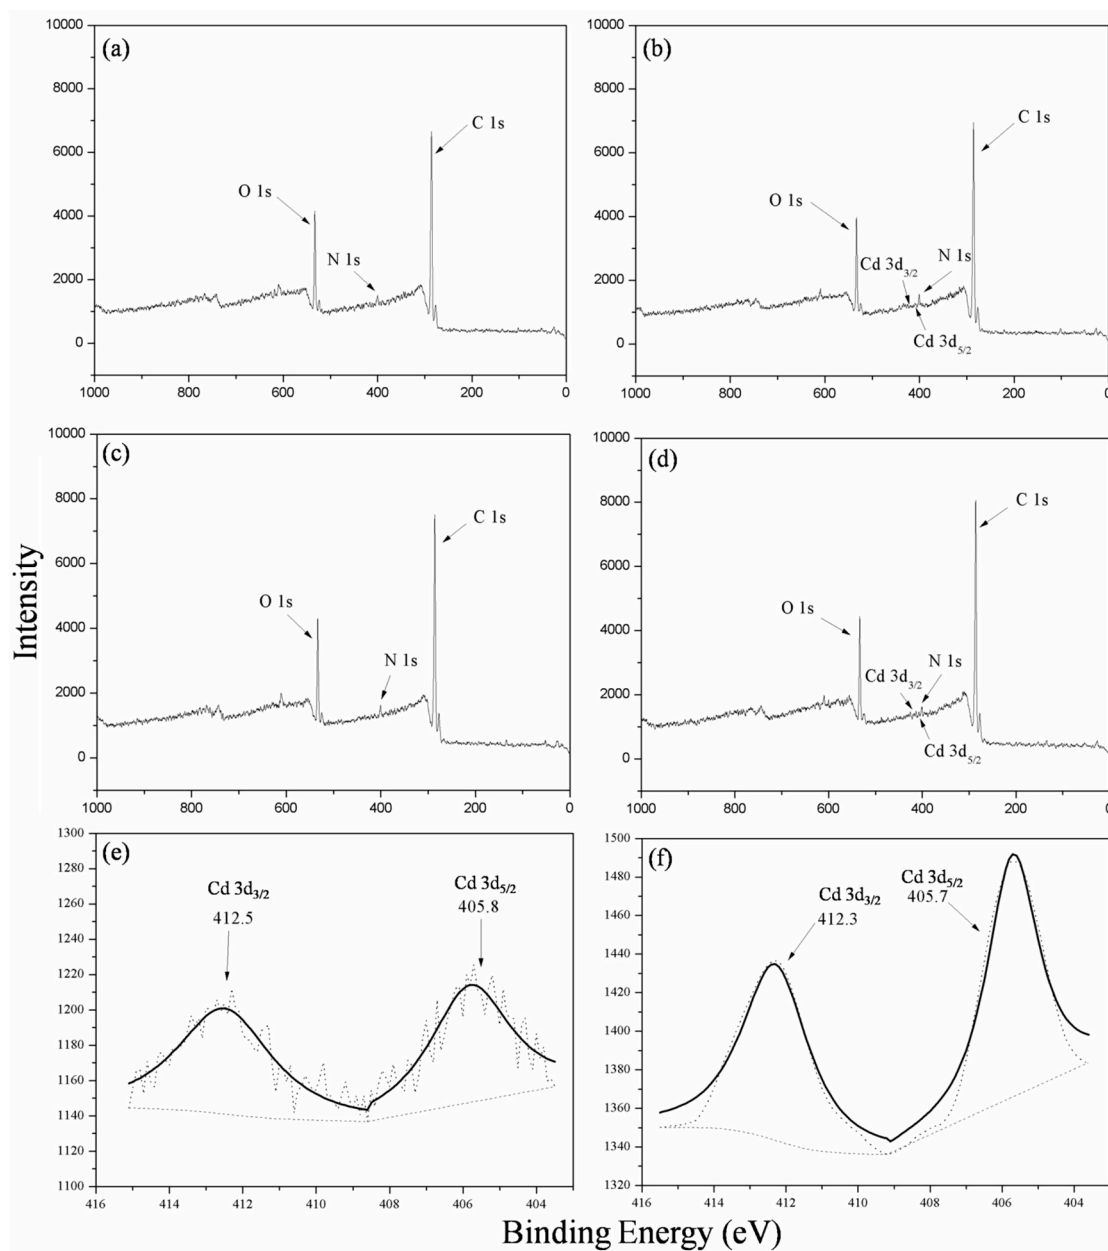 (a)
10000
8000
6000
4000
2000
0
C 1s
O 1s
N 1s
1000 800 600 400 200 0
(b)
10000
8000
6000
4000
2000
0
C 1s
O 1s
Cd 3d3/2
N 1s
Cd 3d5/2
1000 800 600 400 200 0
(c)
10000
8000
6000
4000
2000
0
C 1s
O 1s
N 1s
1000 800 600 400 200 0
(d)
10000
8000
6000
4000
2000
0
C 1s
O 1s
N 1s
Cd 3d3/2
Cd 3d5/2
1000 800 600 400 200 0
Intensity
(e)
1300
1280
1260
1240
1220
1200
1180
1160
1140
1120
1100
Cd 3d3/2
412.5
Cd 3d5/2
405.8
416 414 412 410 408 406 404
(f)
1500
1480
1460
1440
1420
1400
1380
1360
1340
1320
Cd 3d5/2
405.7
Cd 3d3/2
412.3
416 414 412 410 408 406 404
Binding Energy (eV)